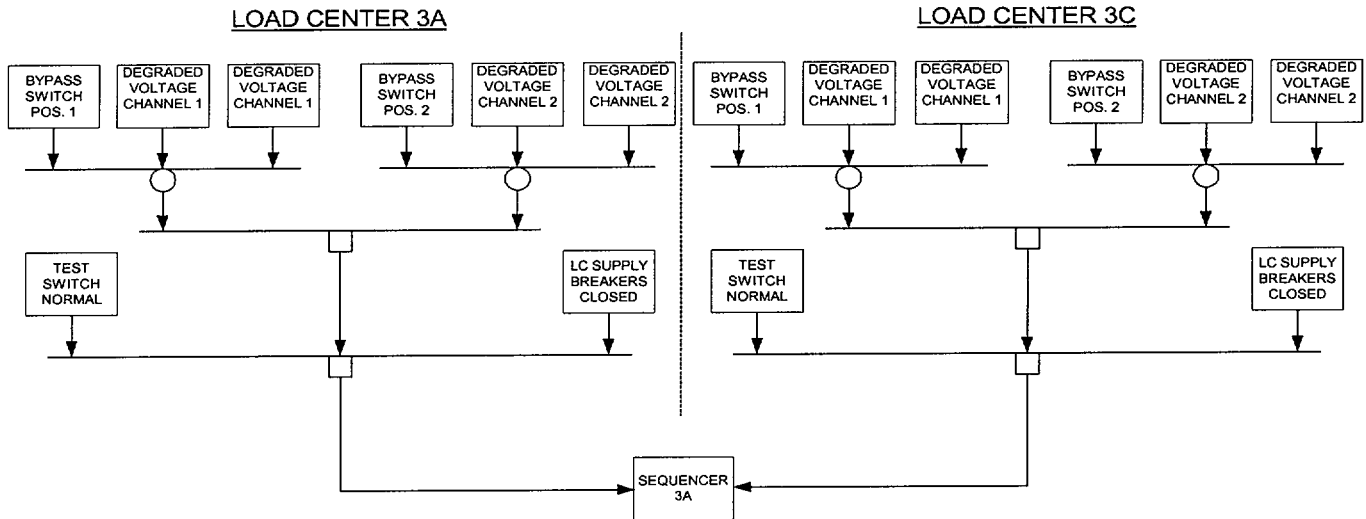 LOAD CENTER 3A
LOAD CENTER 3C
BYPASS
SWITCH
POS. 1
DEGRADED
VOLTAGE
CHANNEL 1
DEGRADED
VOLTAGE
CHANNEL 1
BYPASS
SWITCH
POS. 2
DEGRADED
VOLTAGE
CHANNEL 2
DEGRADED
VOLTAGE
CHANNEL 2
BYPASS
SWITCH
POS. 1
DEGRADED
VOLTAGE
CHANNEL 1
DEGRADED
VOLTAGE
CHANNEL 1
BYPASS
SWITCH
POS. 2
DEGRADED
VOLTAGE
CHANNEL 2
DEGRADED
VOLTAGE
CHANNEL 2
TEST
SWITCH
NORMAL
LC SUPPLY
BREAKERS
CLOSED
TEST
SWITCH
NORMAL
LC SUPPLY
BREAKERS
CLOSED
SEQUENCER
3A